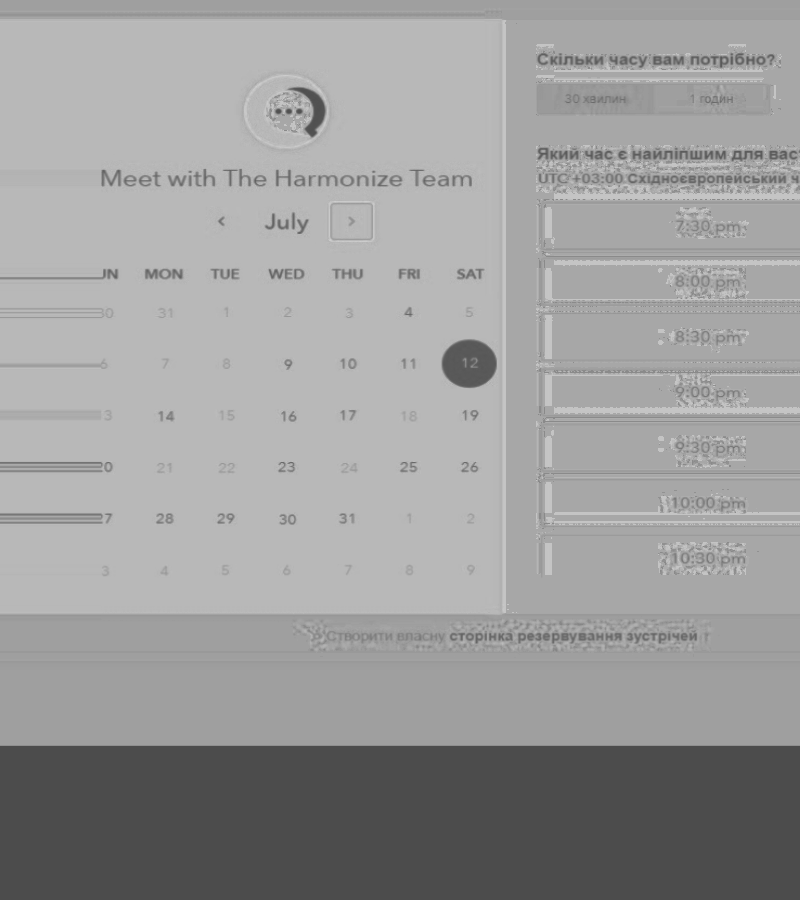 Meet with The Harmonize Team
July
UN MON TUE WED THU FRI SAT
30 31 1 2 3 4 5
6 7 8 9 10 11 12
3 14 15 16 17 18 19
0 21 22 23 24 25 26
27 28 29 30 31 1 2
3 4 5 6 7 8 9
Скільки часу вам потрібно?
30 хвилин 1 годин
Який час є найліпшим для вас
UTC +03:00 Східноєвропейський ч
7:30 pm
8:00 pm
8:30 pm
9:00 pm
9:30 pm
10:00 pm
10:30 pm
Створити власну сторінка резервування зустрічей